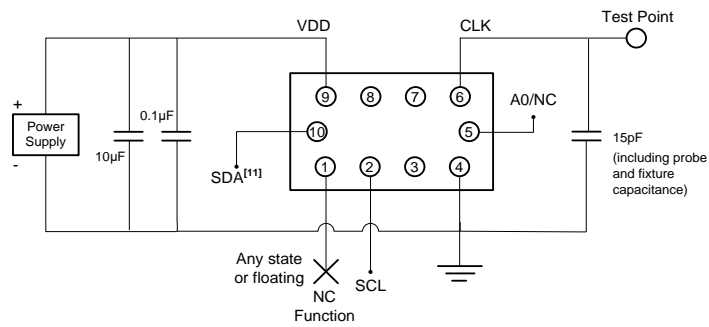 Test Point
VDD
CLK
9
8
7
6
A0/NC
+
Power
Supply
-
10µF
0.1µF
10
5
SDA[11]
1
2
3
4
15pF
(including probe
and fixture
capacitance)
Any state
or floating
NC
Function
SCL